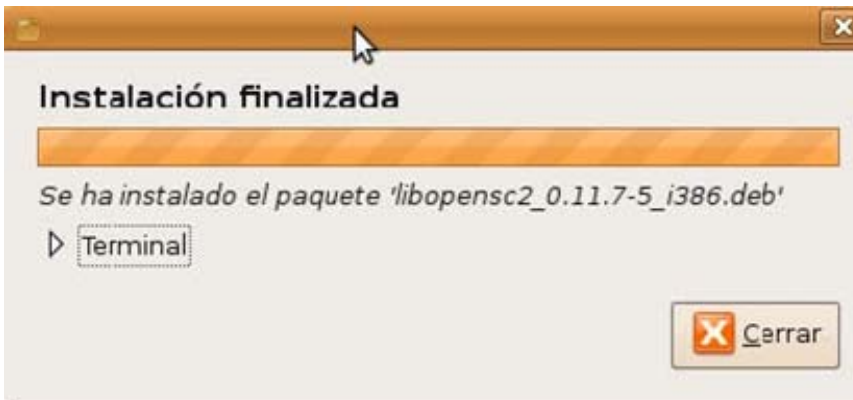 Instalación finalizada
Se ha instalado el paquete 'libopensc2_0.11.7-5_i386.deb'
Terminal
Cerrar